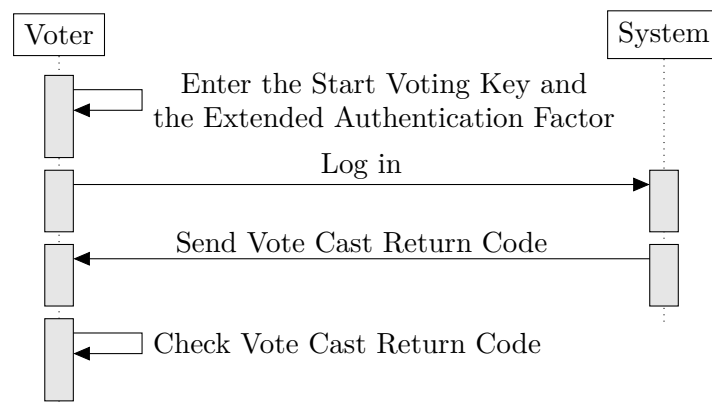 Voter
System
Enter the Start Voting Key and
the Extended Authentication Factor
Log in
Send Vote Cast Return Code
Check Vote Cast Return Code